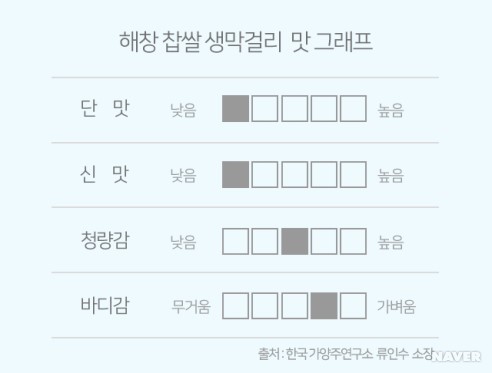 해창 찹쌀 생막걸리 맛 그래프
단 맛 낮음 높음
신 맛 낮음 높음
청량감 낮음 높음
바디감 무거움 가벼움
출처 : 한국가양주연구소 류인수 소장
NAVER